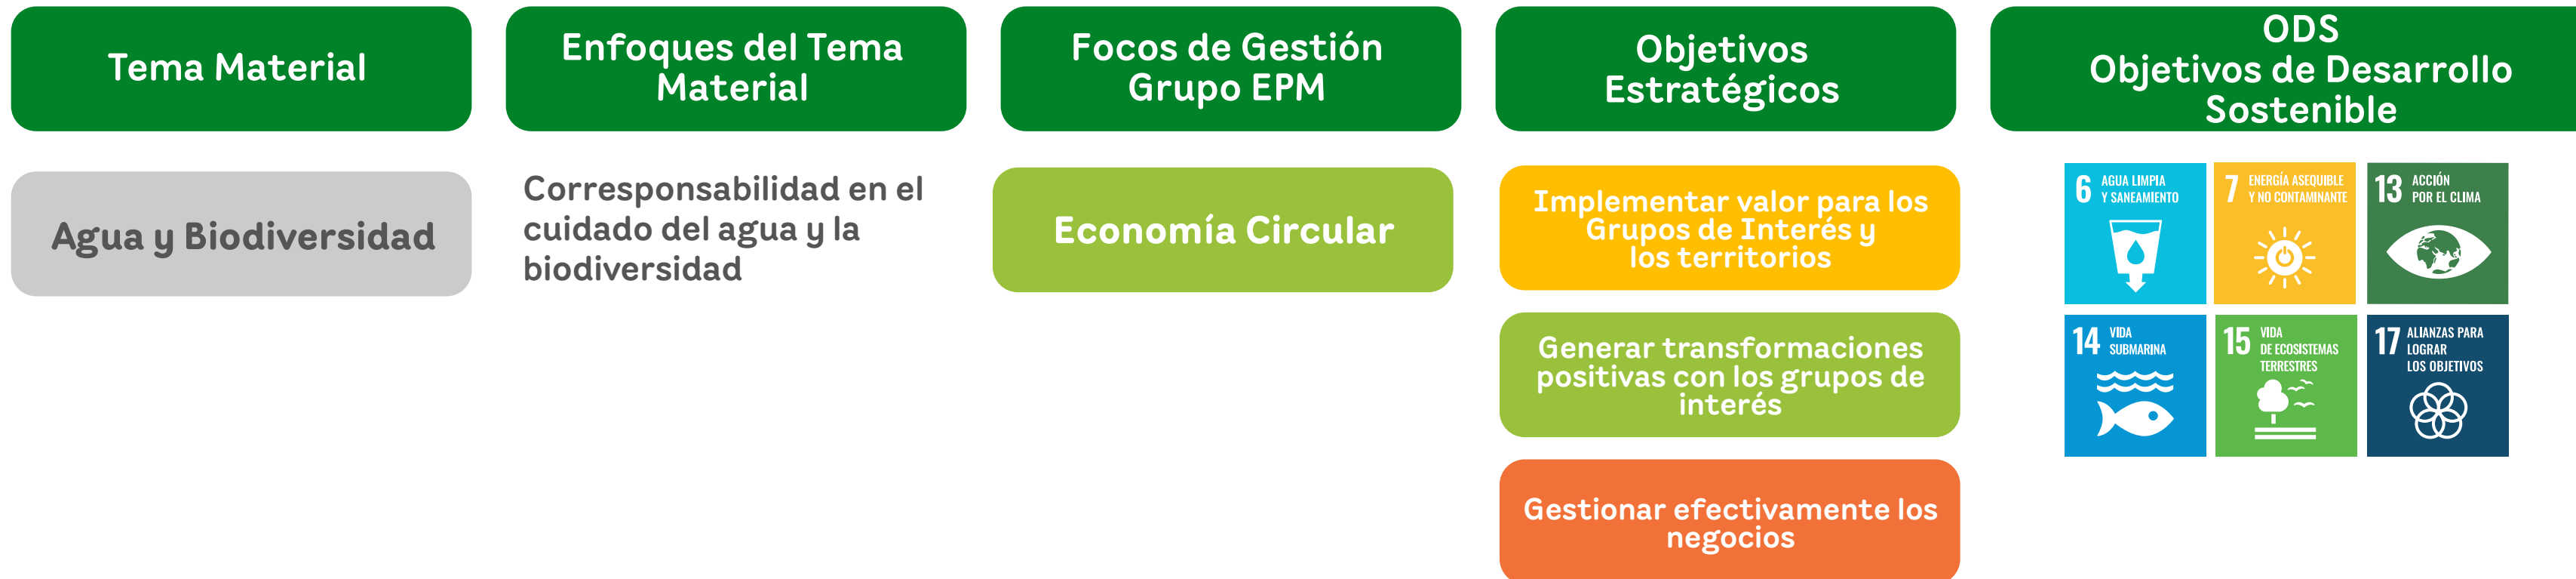 Tema Material
Enfoques del Tema
Material
Focos de Gestión
Grupo EPM
Objetivos
Estratégicos
ODS
Objetivos de Desarrollo
Sostenible
Agua y Biodiversidad
Corresponsabilidad en el
cuidado del agua y la
biodiversidad
Economía Circular
Implementar valor para los
Grupos de Interés y
los territorios
Generar transformaciones
positivas con los grupos de
interés
Gestionar efectivamente los
negocios
6 AGUA LIMPIA
Y SANEAMIENTO
7 ENERGÍA ASEQUIBLE
Y NO CONTAMINANTE
13 ACCIÓN
POR EL CLIMA
14 VIDA
SUBMARINA
15 VIDA
DE ECOSISTEMAS
TERRESTRES
17 ALIANZAS PARA
LOGRAR
LOS OBJETIVOS